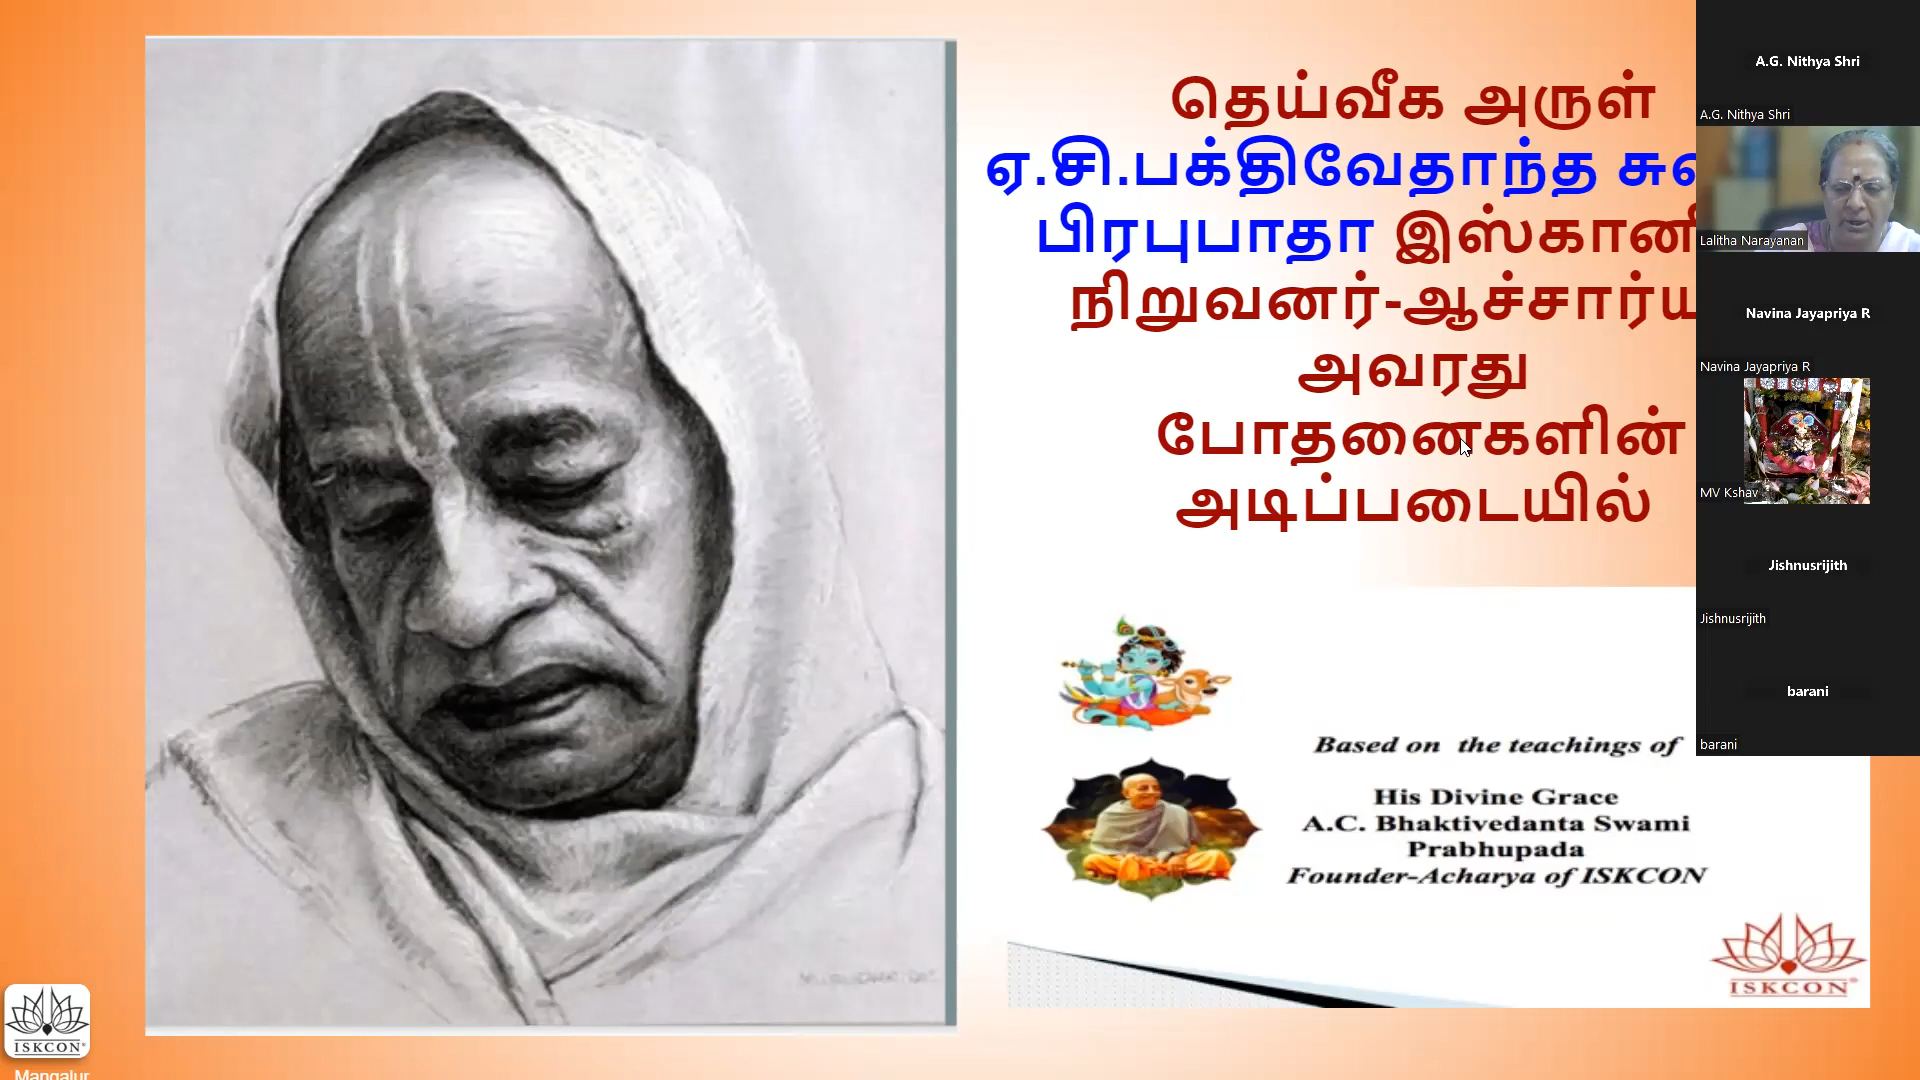 தெய்வீக அருள்
ஏ.சி.பக்திவேதாந்த
பிரபுபாதா
நிறுவனர்-ஆச்சார்ய
அவரது
போதனைகளின்
அடிப்படையில்
Based on the teachings of
His Divine Grace
A.C. Bhaktivedanta Swami
Prabhupada
Founder-Acharya of ISKCON
ISKCON
ISKCON
Mangalur
A.G. Nithya Shri
A.G. Nithya Shri
Lalitha Narayanan
Navina Jayapriya R
Navina Jayapriya R
MV Kshav
Jishnusrijith
Jishnusrijith
barani
barani